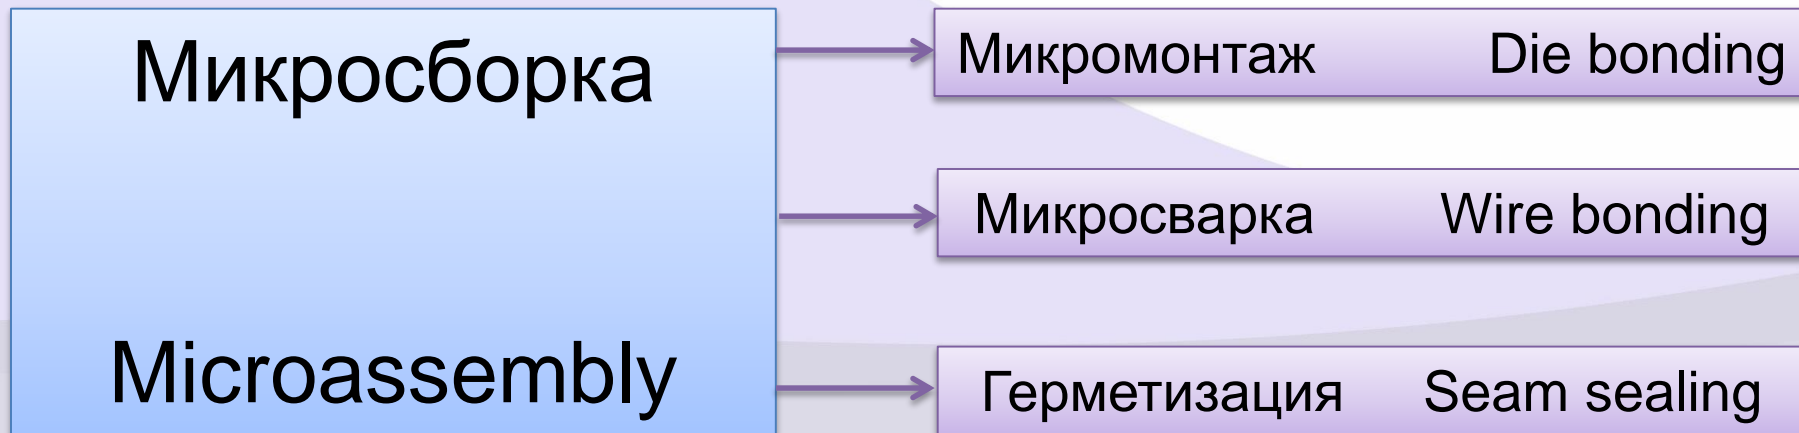 Микросборка
Microassembly
Микромонтаж Die bonding
Микросварка Wire bonding
Герметизация Seam sealing